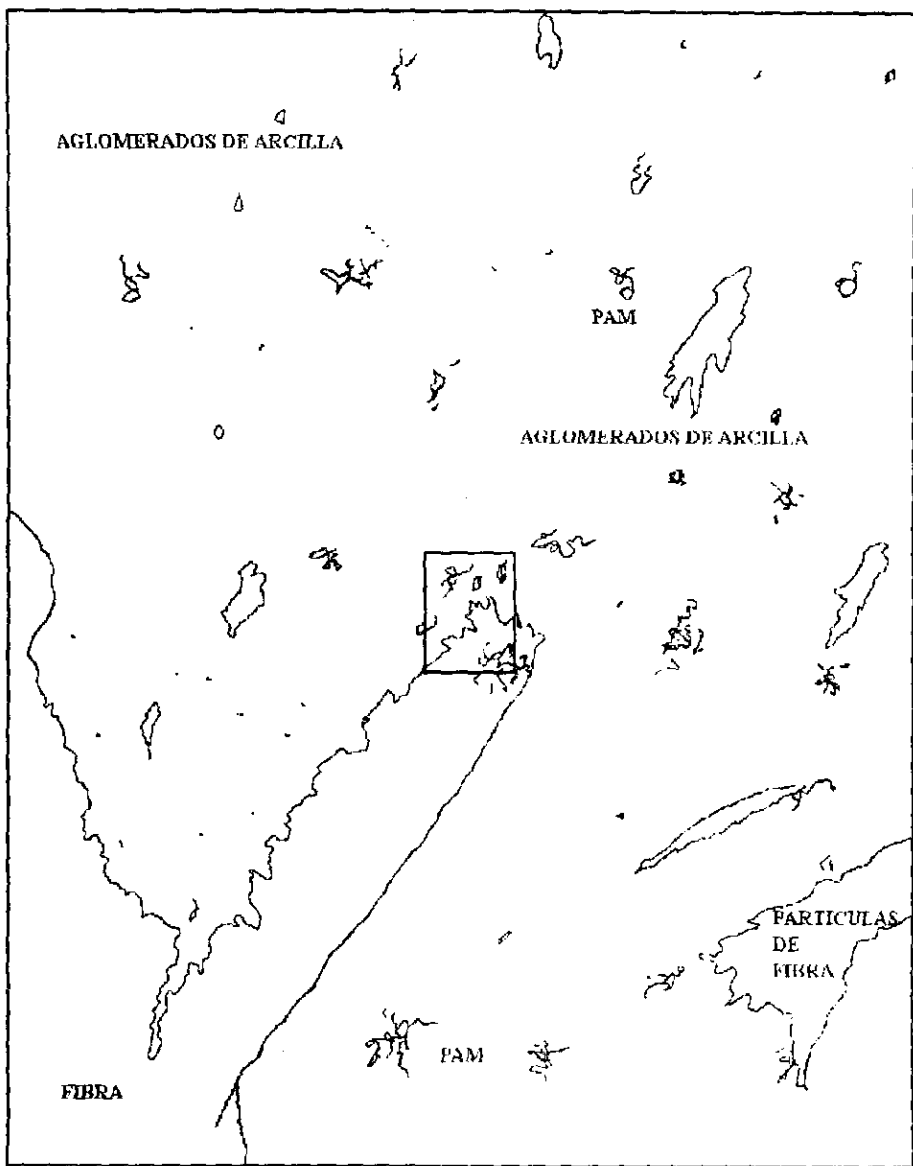 AGLOMERADOS DE ARCILLA
PAM
AGLOMERADOS DE ARCILLA
PARTICULAS
DE
FIBRA
PAM
FIBRA